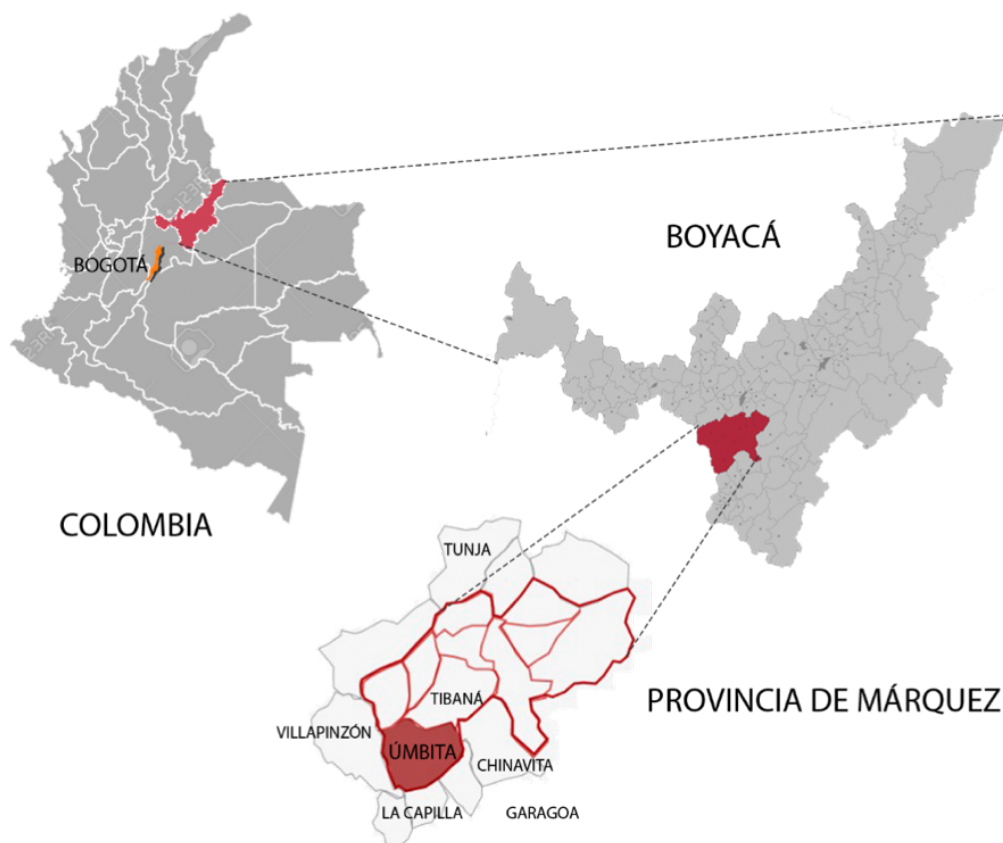 BOYACÁ
BOGOTÁ
COLOMBIA
TUNJA
TIBANÁ
PROVINCIA DE MÁRQUEZ
VILLAPINZÓN
ÚMBITA
CHINAVITA
LA CAPILLA
GARAGOA